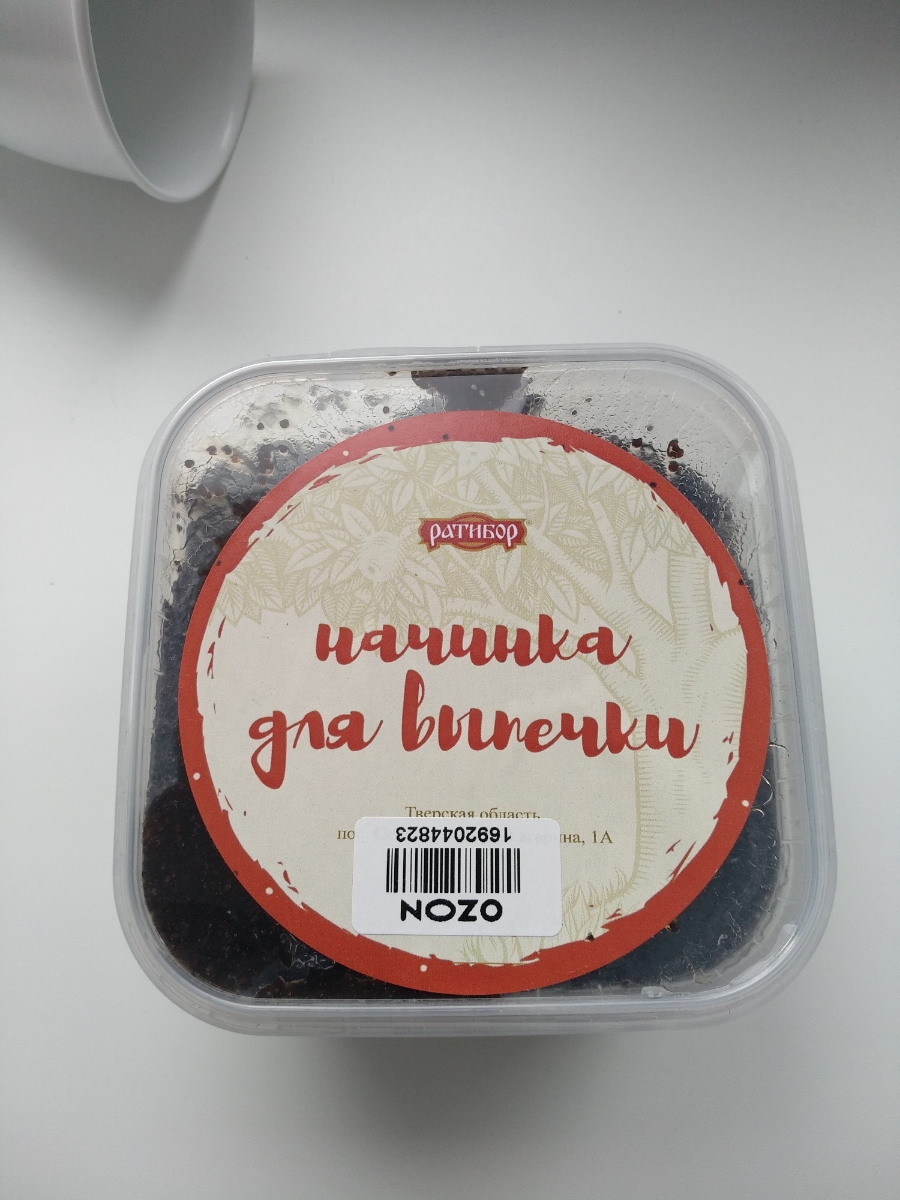 РАТИБОР
начинка
для выпечки
Тверская область
1А
1692044823
OZON